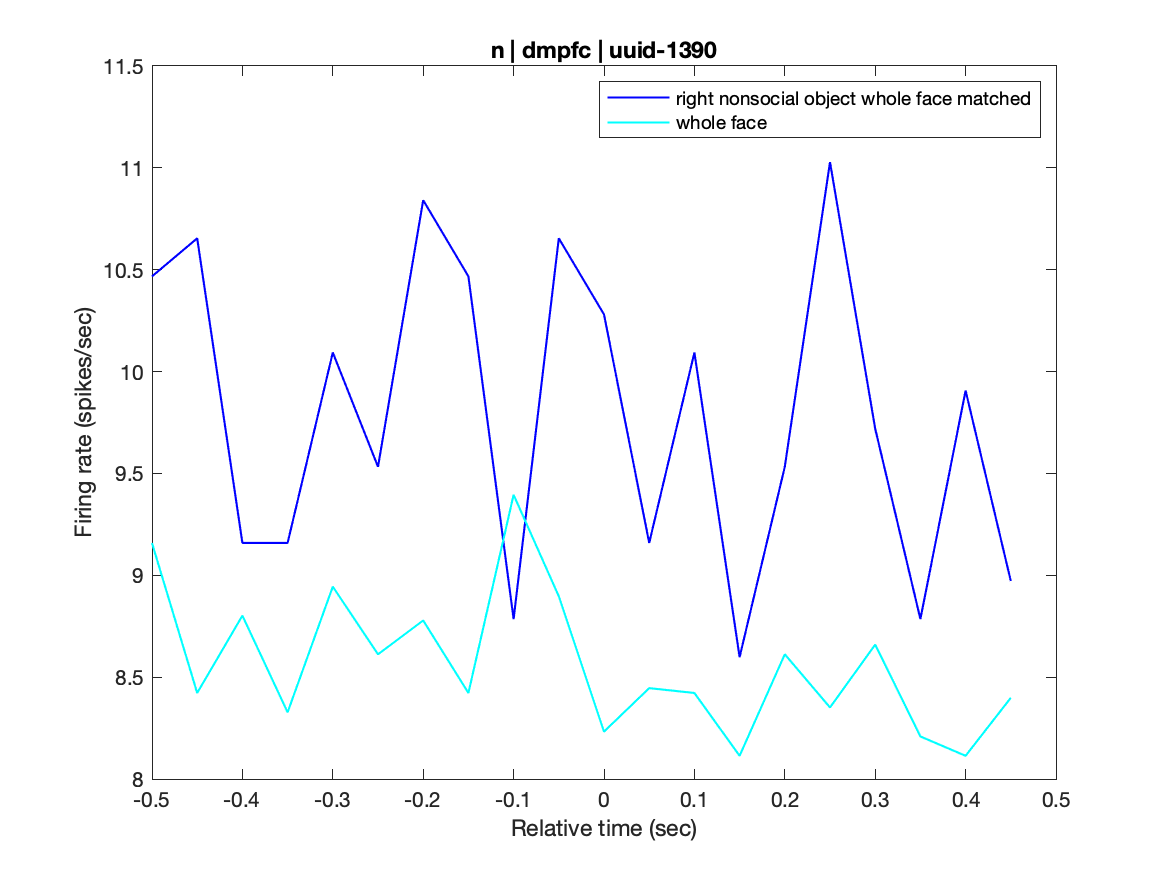 n | dmpfc | uuid-1390
right nonsocial object whole face matched
whole face
Firing rate (spikes/sec)
11.5
11
10.5
10
9.5
9
8.5
8
-0.5 -0.4 -0.3 -0.2 -0.1 0 0.1 0.2 0.3 0.4 0.5
Relative time (sec)